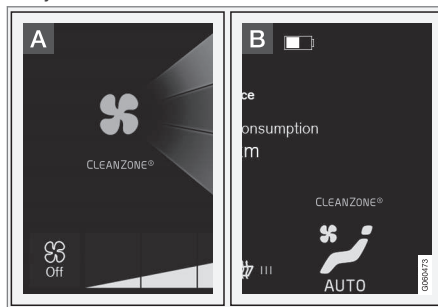 A
CLEANZONE®
Off
B
ce
onsumption
m
CLEANZONE®
AUTO
G060473